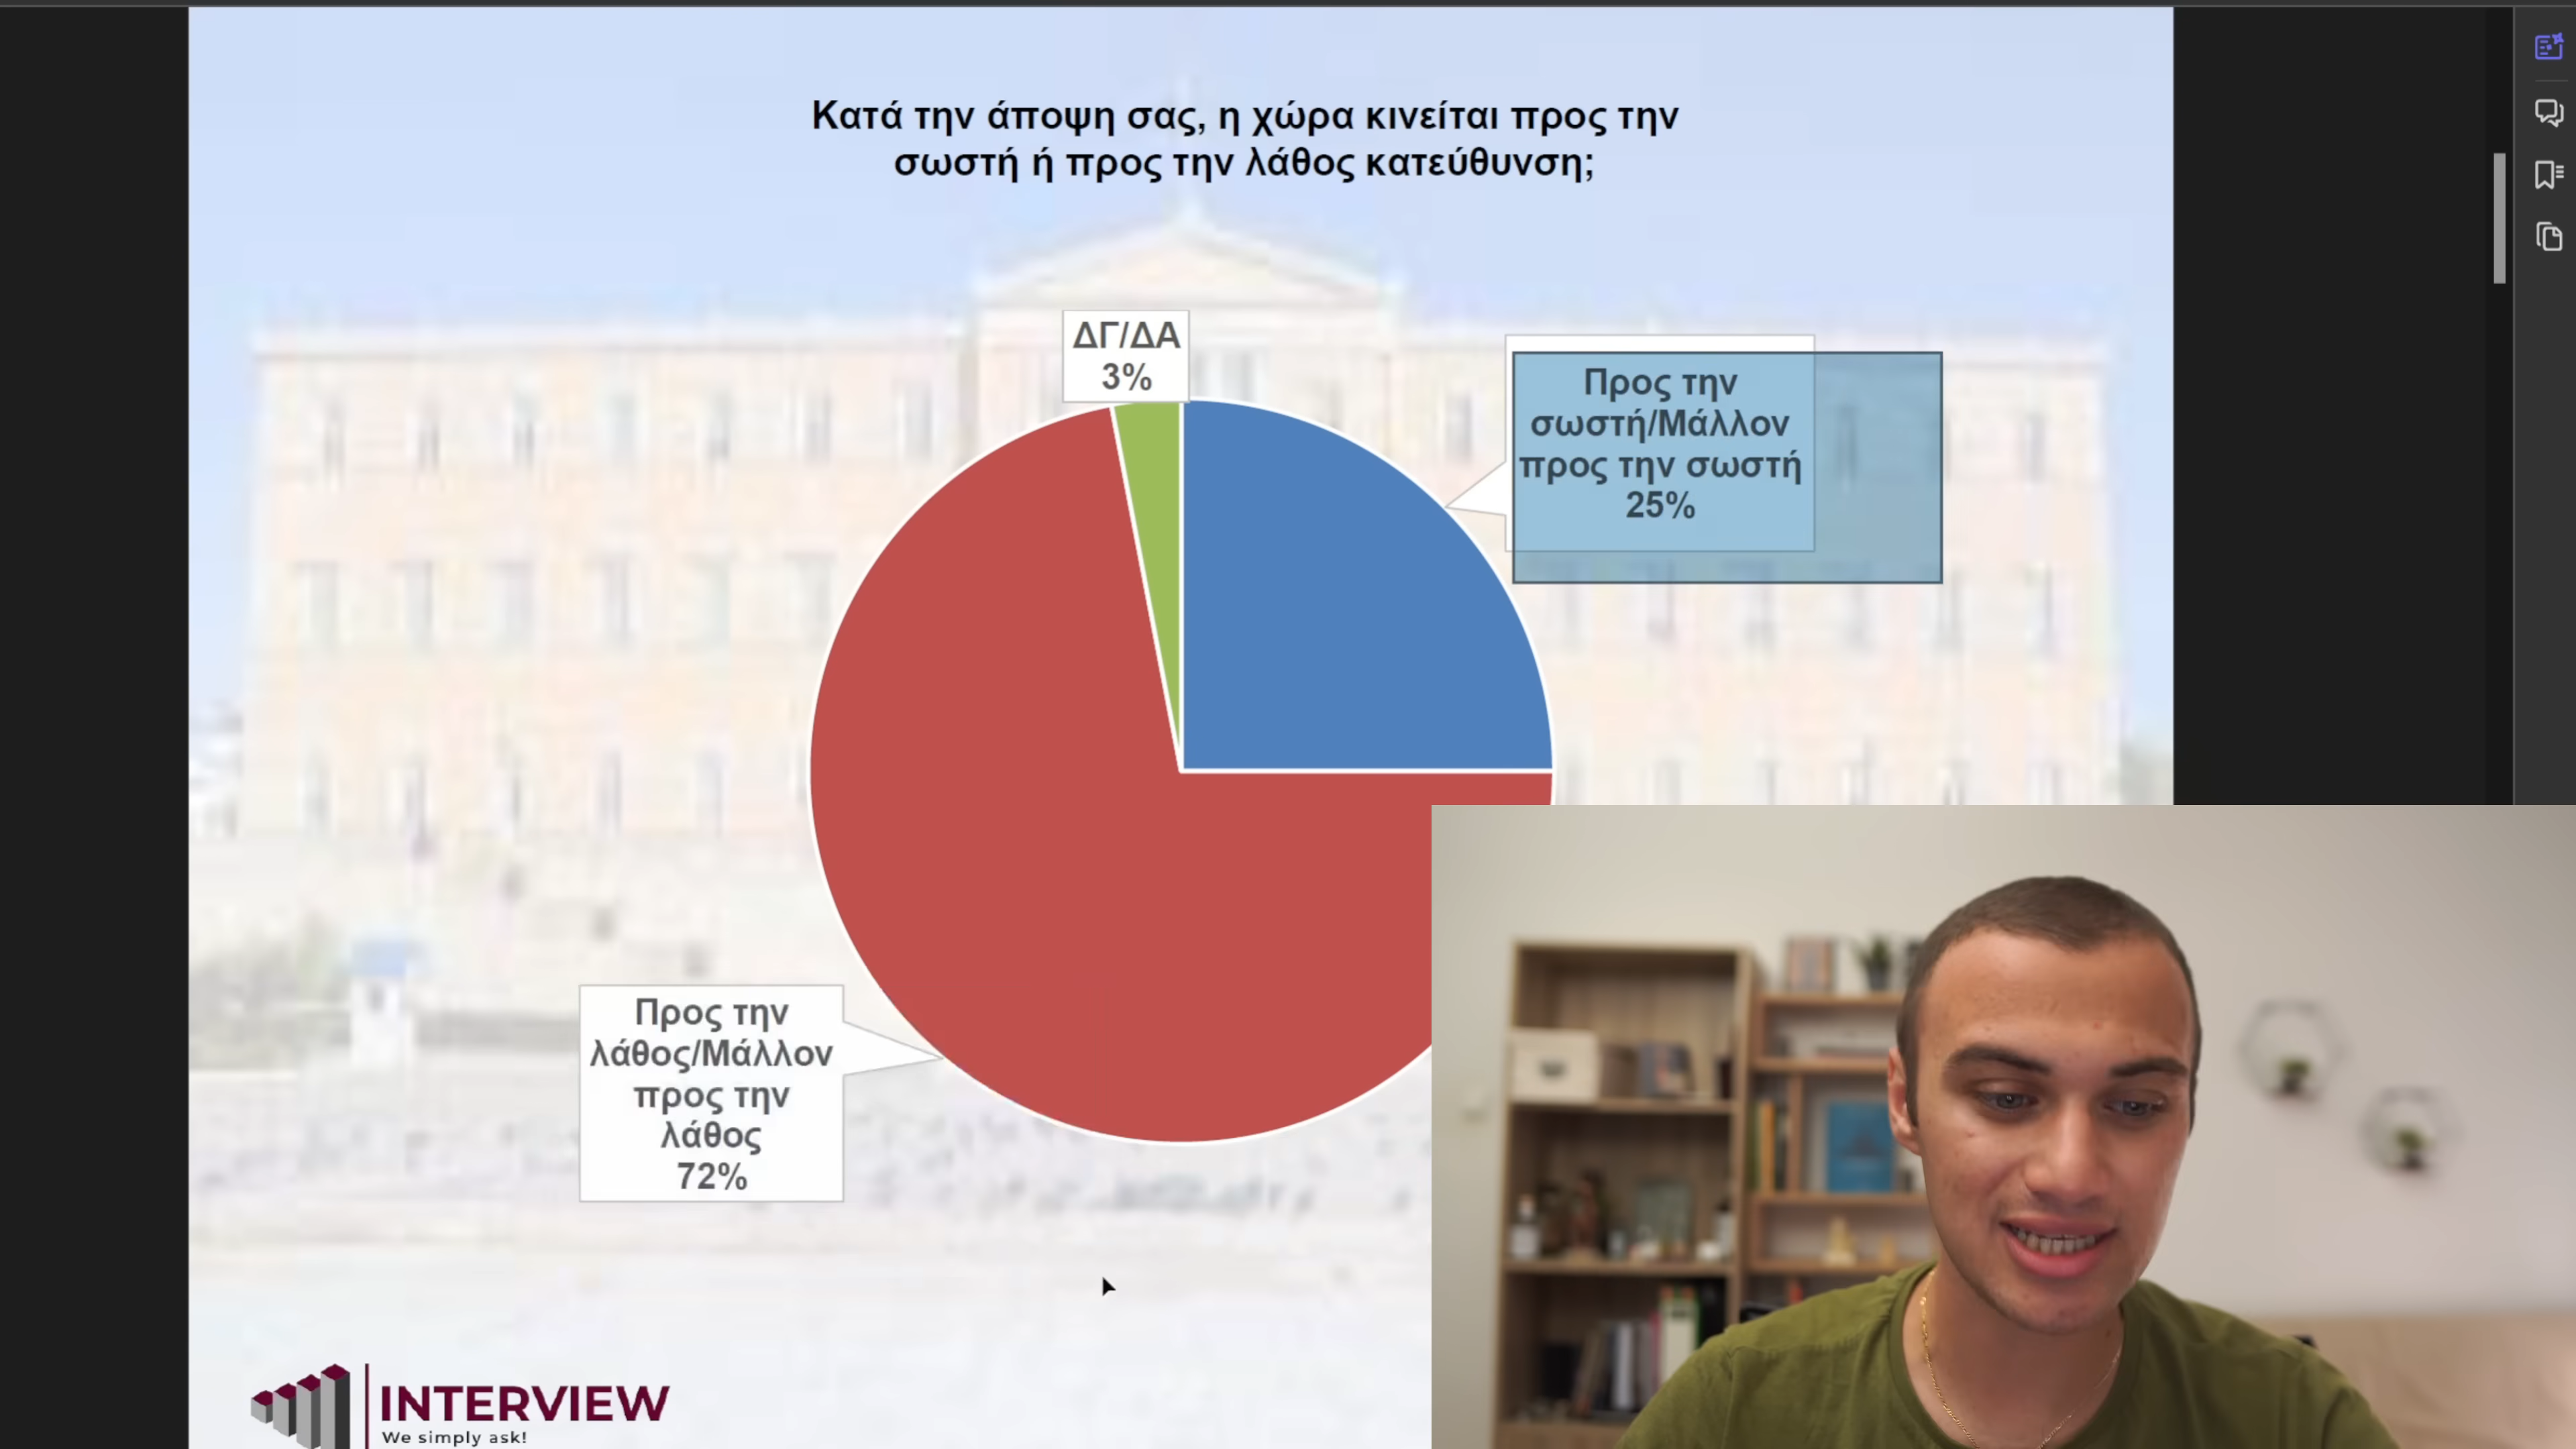 Κατά την άποψη σας, η χώρα κινείται προς την
σωστή ή προς την λάθος κατεύθυνση;
ΔΓ/ΔΑ
3%
Προς την
σωστή/Μάλλον
προς την σωστή
25%
Προς την
λάθος/Μάλλον
προς την
λάθος
72%
INTERVIEW
We simply ask!